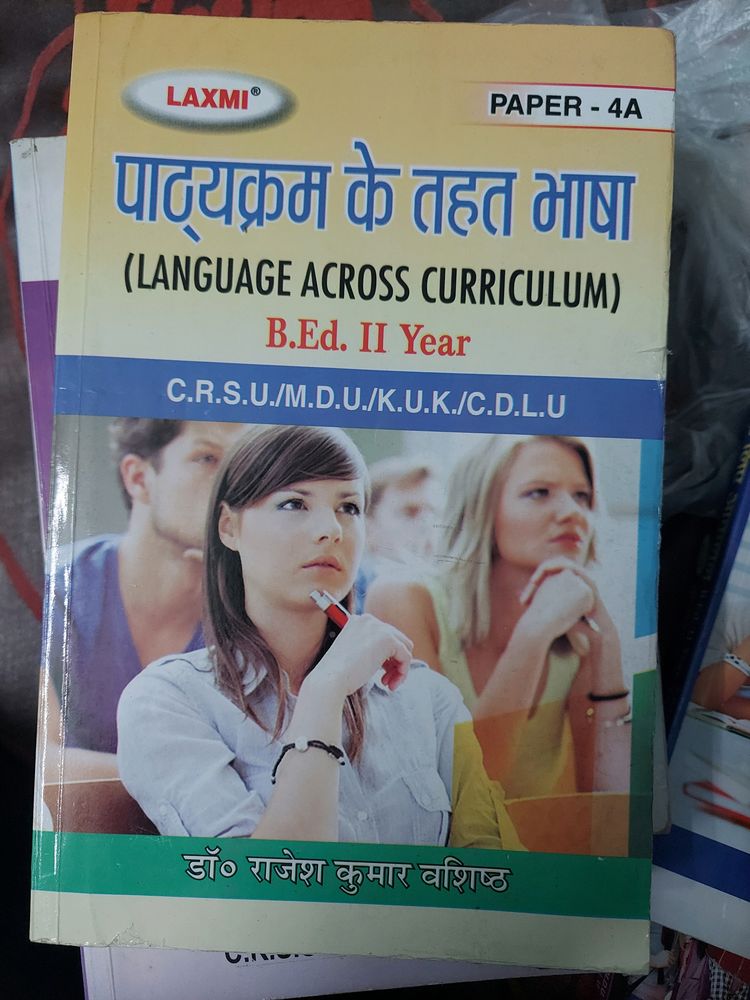 LAXMI®
PAPER - 4A
पाठ्यक्रम के तहत भाषा
(LANGUAGE ACROSS CURRICULUM)
B.Ed. II Year
C.R.S.U./M.D.U./K.U.K./C.D.L.U
डॉ० राजेश कुमार वशिष्ठ